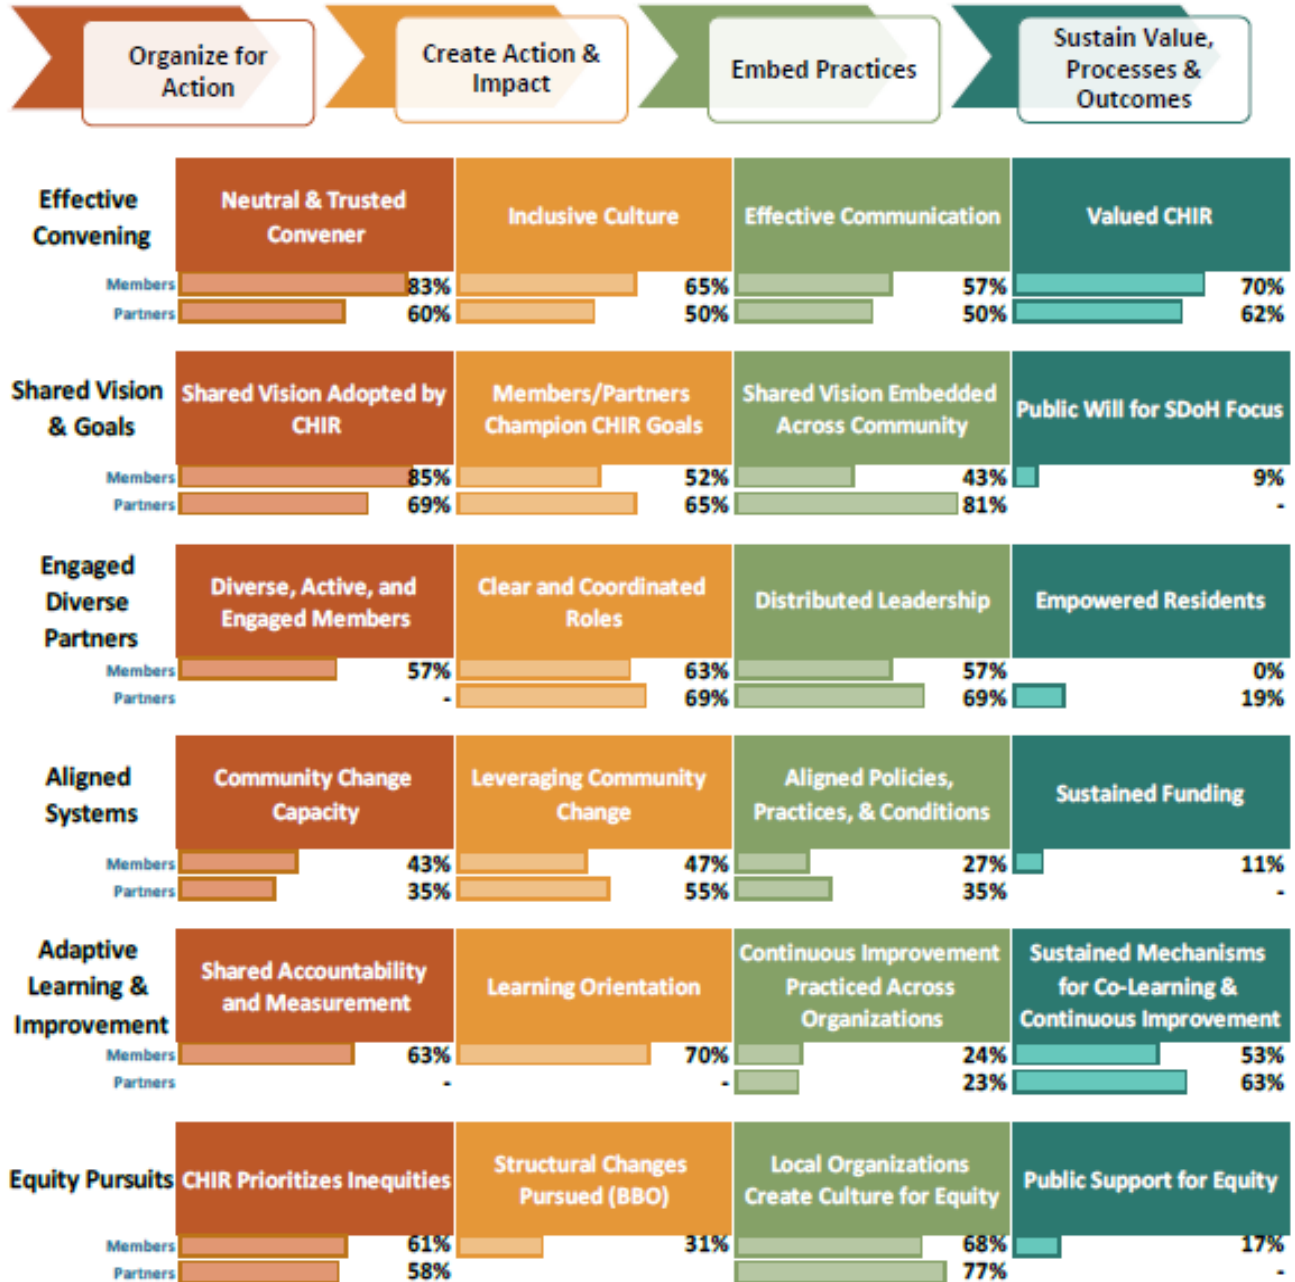 Organize for
Action
Create Action &
Impact
Embed Practices
Sustain Value,
Processes &
Outcomes
Effective
Convening
Neutral & Trusted
Convener
Inclusive Culture
Effective Communication
Valued CHIR
Members 83% 65% 57% 70%
Partners 60% 50% 50% 62%
Shared Vision
& Goals
Shared Vision Adopted by
CHIR
Members/Partners
Champion CHIR Goals
Shared Vision Embedded
Across Community
Public Will for SDoH Focus
Members 85% 52% 43% 9%
Partners 69% 65% 81% -
Engaged
Diverse
Partners
Diverse, Active, and
Engaged Members
Clear and Coordinated
Roles
Distributed Leadership
Empowered Residents
Members 57% 63% 57% 0%
Partners - 69% 69% 19%
Aligned
Systems
Community Change
Capacity
Leveraging Community
Change
Aligned Policies,
Practices, & Conditions
Sustained Funding
Members 43% 47% 27% 11%
Partners 35% 55% 35% -
Adaptive
Learning &
Improvement
Shared Accountability
and Measurement
Learning Orientation
Continuous Improvement
Practiced Across
Organizations
Sustained Mechanisms
for Co-Learning &
Continuous Improvement
Members 63% 70% 24% 53%
Partners - - 23% 63%
Equity Pursuits
CHIR Prioritizes Inequities
Structural Changes
Pursued (BBO)
Local Organizations
Create Culture for Equity
Public Support for Equity
Members 61% 31% 68% 17%
Partners 58% 77% -